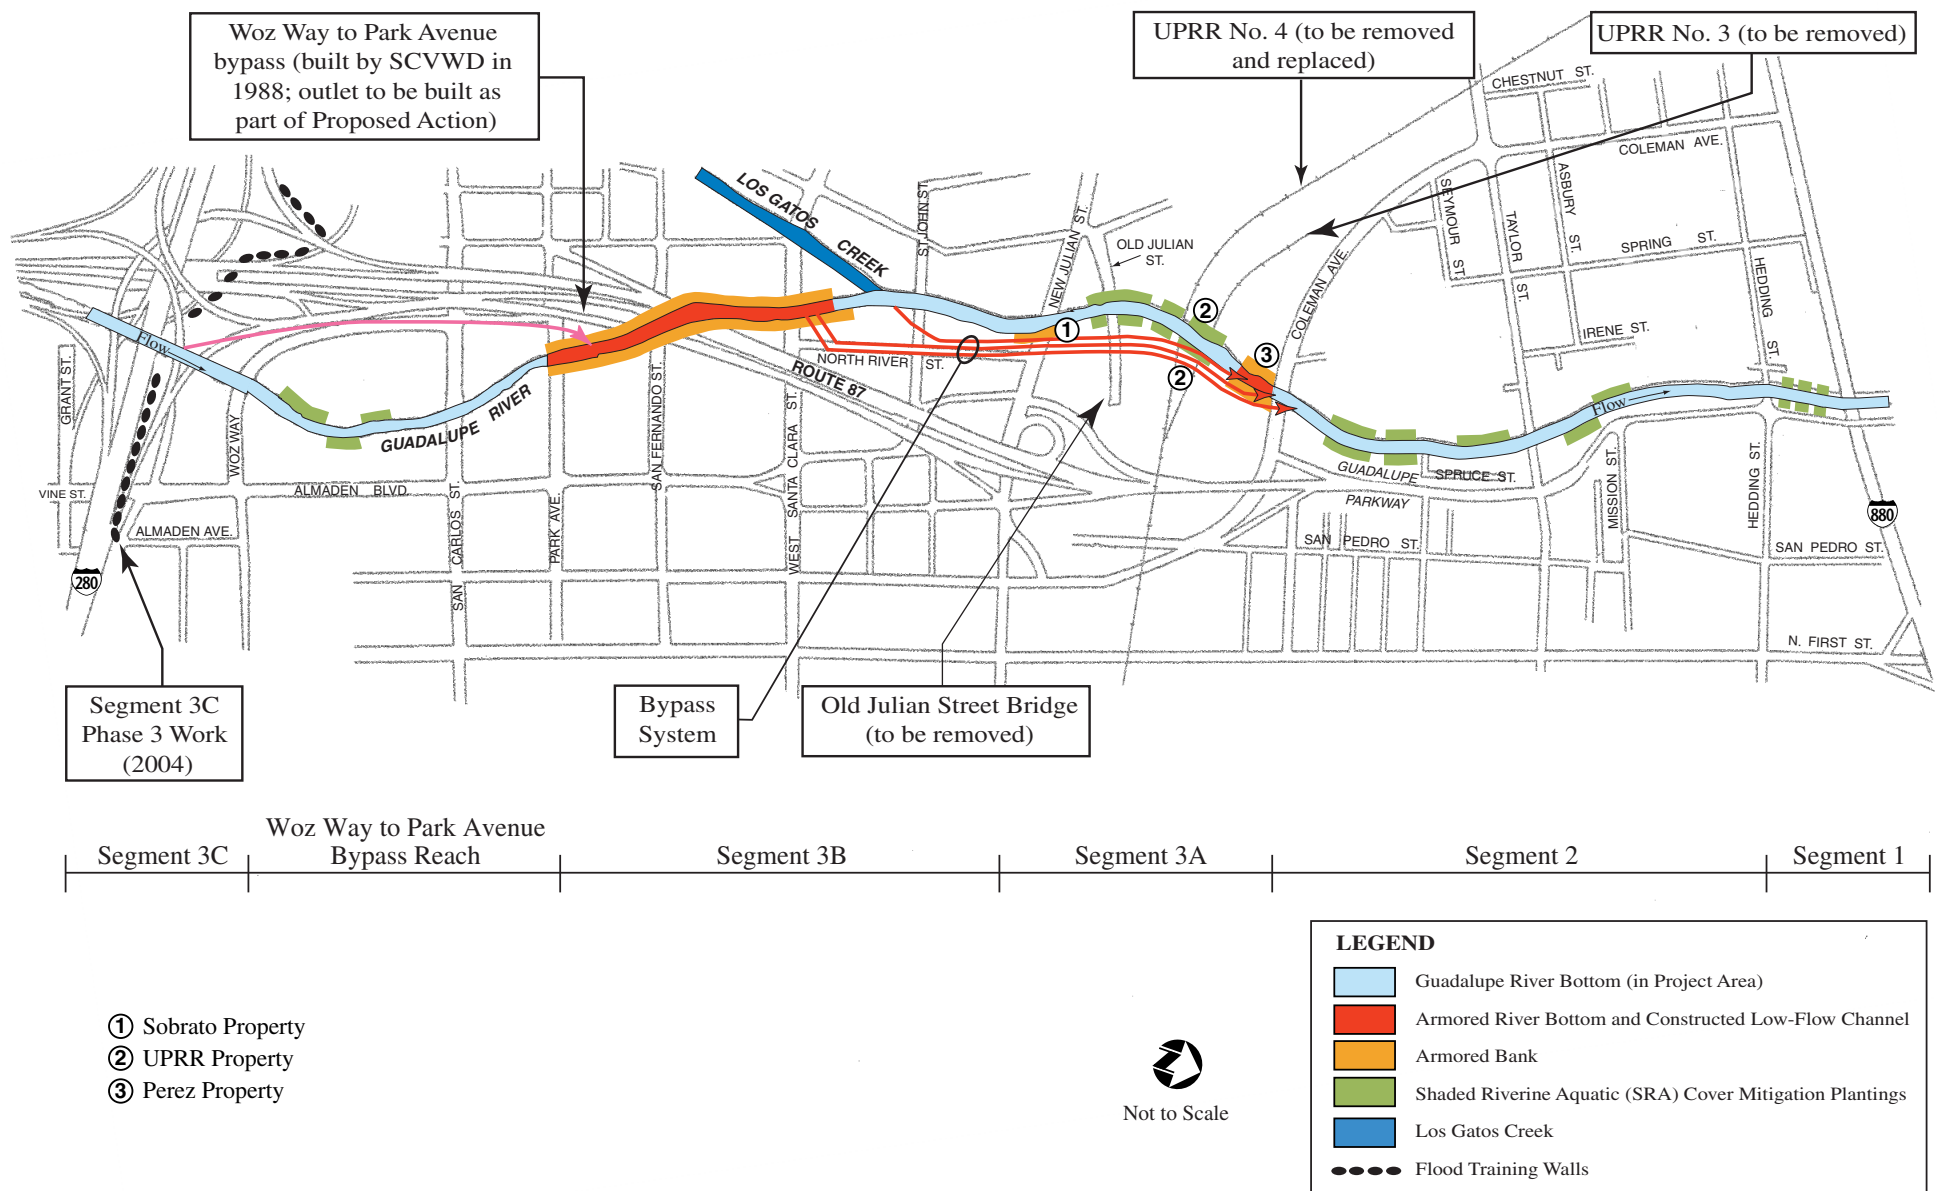 Woz Way to Park Avenue
bypass (built by SCVWD in
1988; outlet to be built as
part of Proposed Action)
UPRR No. 4 (to be removed
and replaced)
UPRR No. 3 (to be removed)
CHESTNUT ST.
COLEMAN AVE.
ASBURY ST.
SEYMOUR ST.
TAYLOR ST.
SPRING ST.
HEDDING ST.
IRENE ST.
LOS GATOS CREEK
ST. JOHN ST.
NEW JULIAN ST.
OLD JULIAN
ST.
COLEMAN AVE.
Flow
GRANT ST.
WOZ WAY
GUADALUPE RIVER
NORTH RIVER ST.
ROUTE 87
SAN FERNANDO ST.
WEST SANTA CLARA ST.
1
2
2
3
Flow
GUADALUPE
PARKWAY
SPRUCE ST.
MISSION ST.
HEDDING ST.
880
VINE ST.
ALMADEN BLVD.
ALMADEN AVE.
SAN CARLOS ST.
PARK AVE.
SAN PEDRO ST.
SAN PEDRO ST.
N. FIRST ST.
280
Segment 3C
Phase 3 Work
(2004)
Bypass
System
Old Julian Street Bridge
(to be removed)
Segment 3C
Woz Way to Park Avenue
Bypass Reach
Segment 3B
Segment 3A
Segment 2
Segment 1
1 Sobrato Property
2 UPRR Property
3 Perez Property
Not to Scale
LEGEND
Guadalupe River Bottom (in Project Area)
Armored River Bottom and Constructed Low-Flow Channel
Armored Bank
Shaded Riverine Aquatic (SRA) Cover Mitigation Plantings
Los Gatos Creek
Flood Training Walls